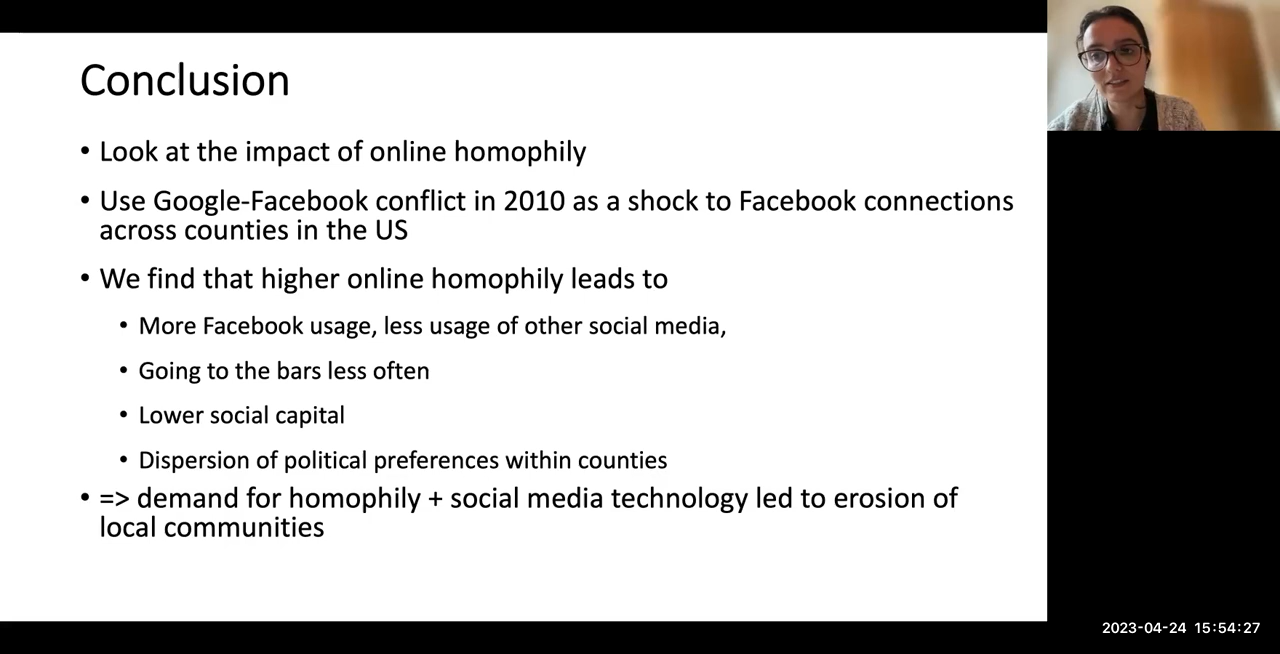 Conclusion
• Look at the impact of online homophily
• Use Google-Facebook conflict in 2010 as a shock to Facebook connections
across counties in the US
• We find that higher online homophily leads to
• More Facebook usage, less usage of other social media,
• Going to the bars less often
• Lower social capital
• Dispersion of political preferences within counties
• => demand for homophily + social media technology led to erosion of
local communities
2023-04-24 15:54:27